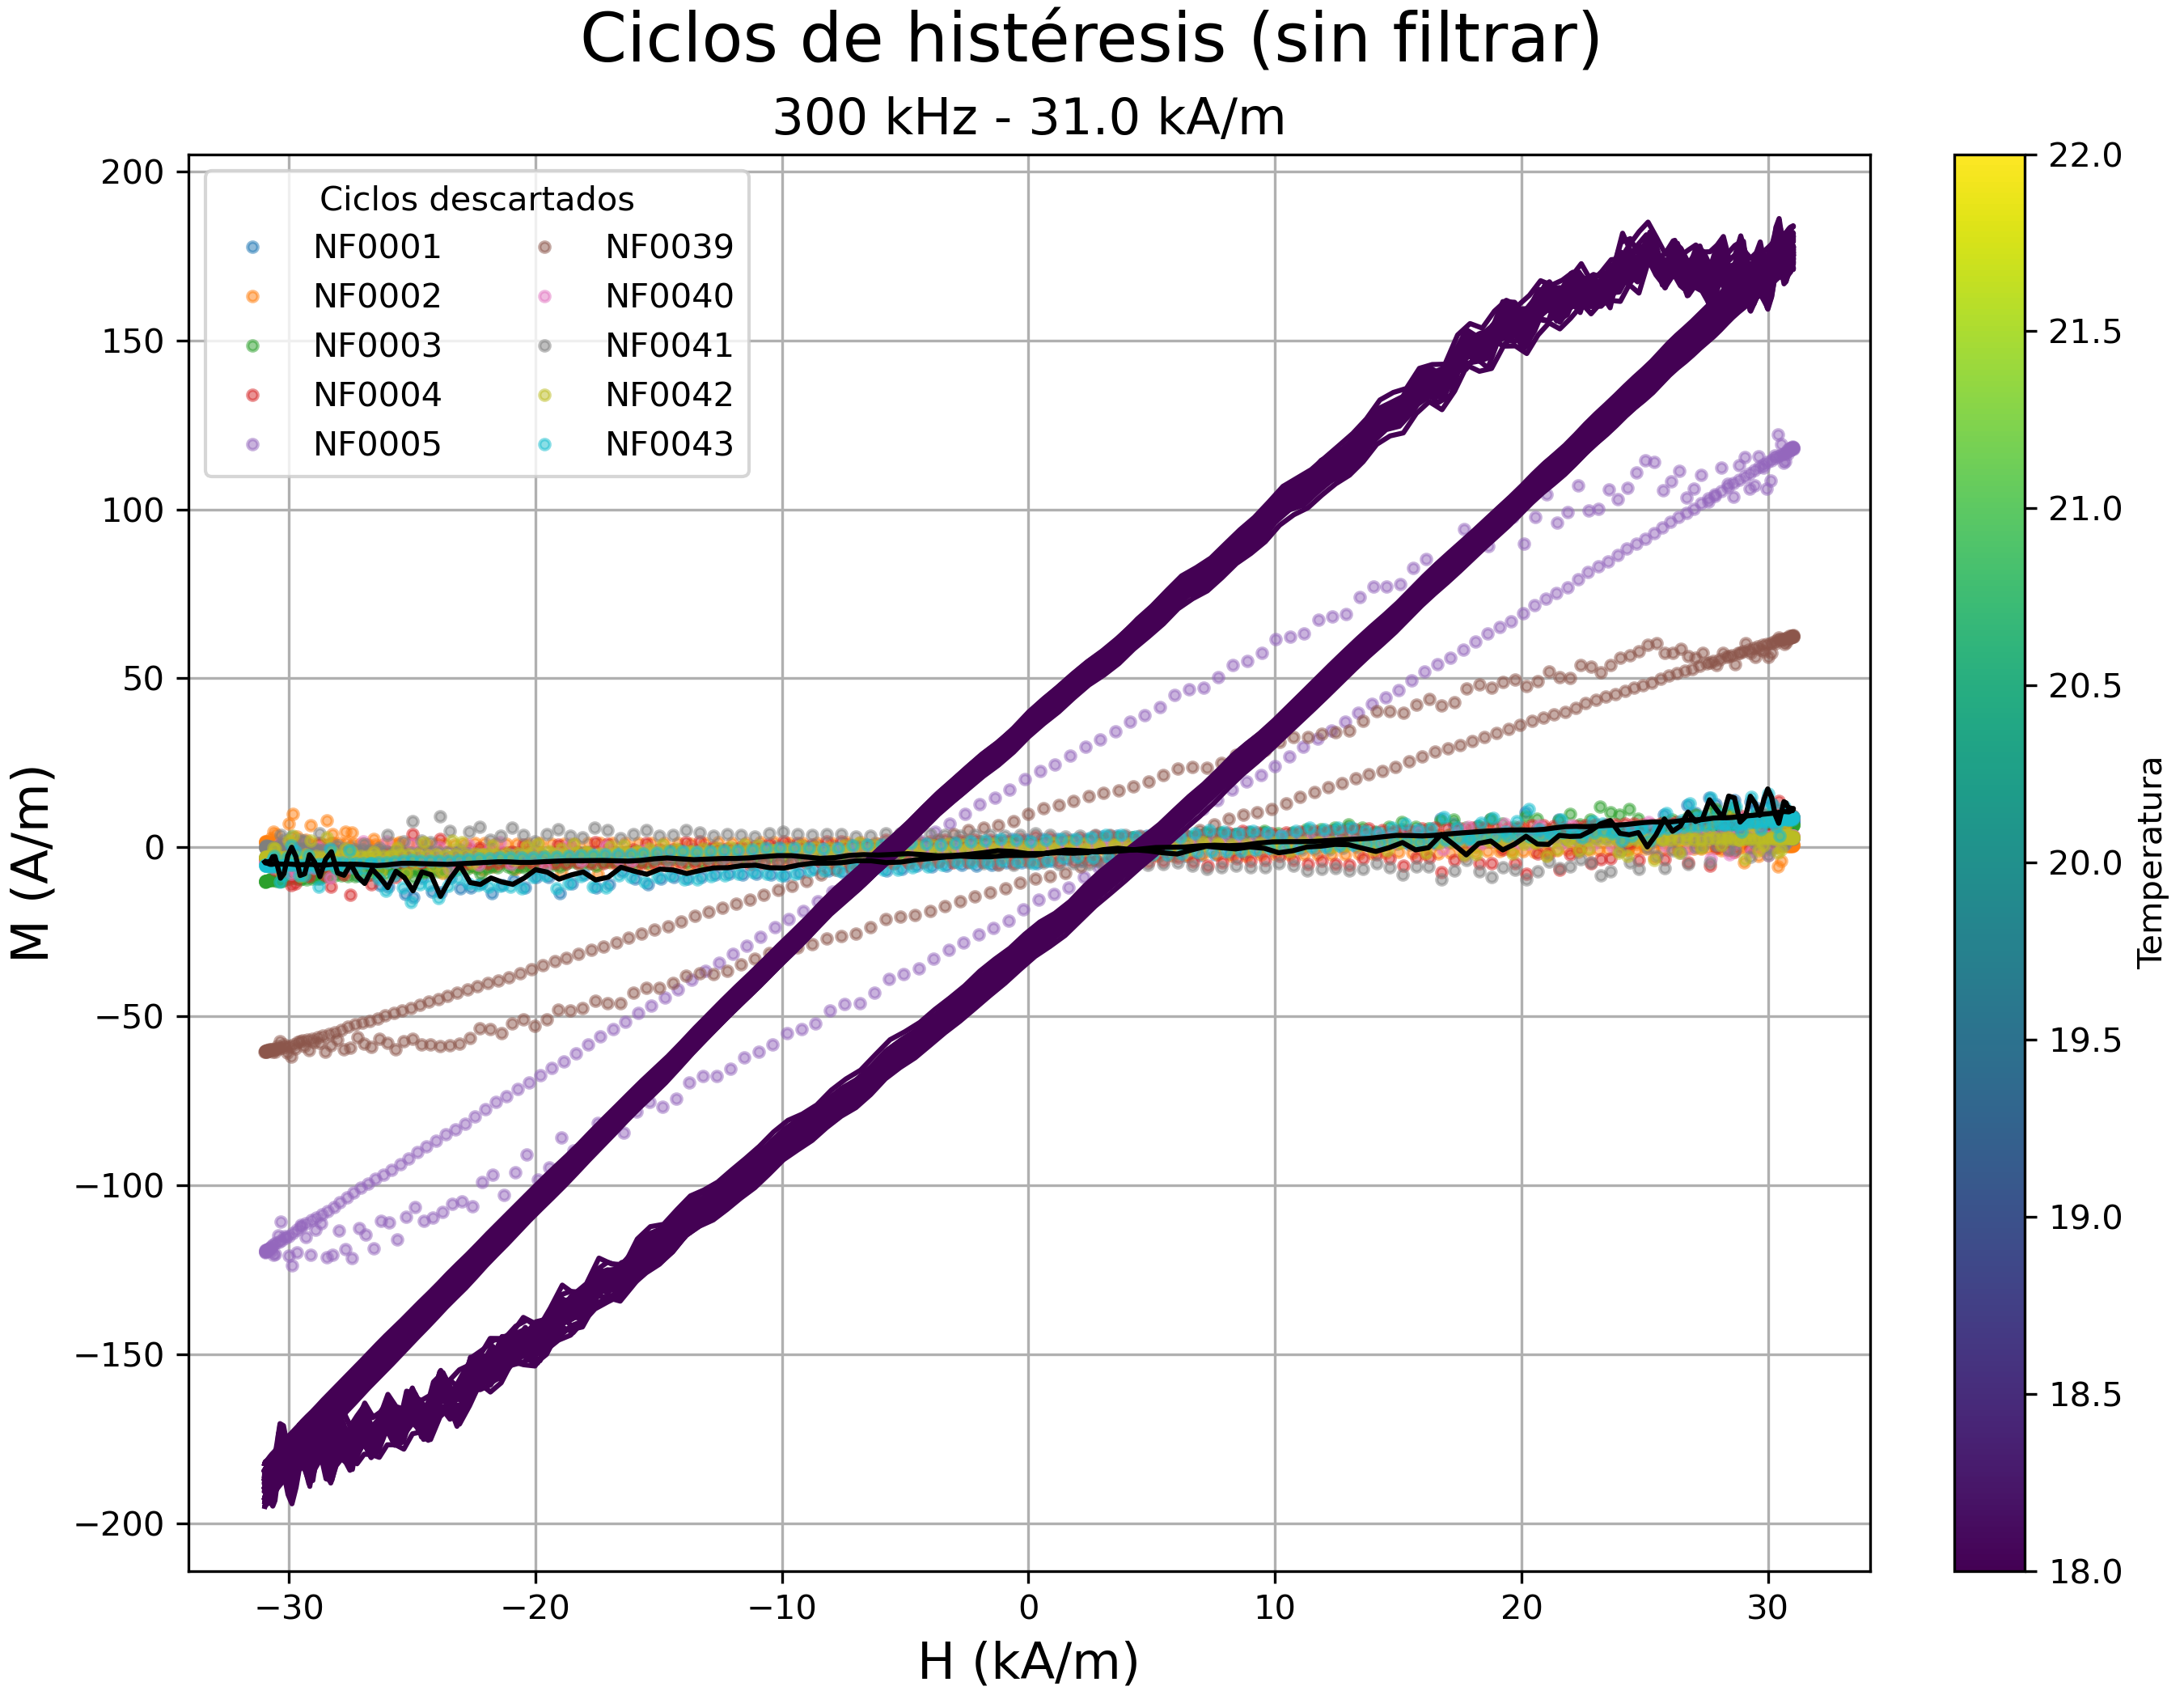 Ciclos de histéresis (sin filtrar)
300 kHz - 31.0 kA/m
Ciclos descartados
NF0001
NF0002
NF0003
NF0004
NF0005
NF0039
NF0040
NF0041
NF0042
NF0043
200
150
100
50
0
−50
−100
−150
−200
M (A/m)
−30
−20
−10
0
10
20
30
H (kA/m)
22.0
21.5
21.0
20.5
20.0
19.5
19.0
18.5
18.0
Temperatura